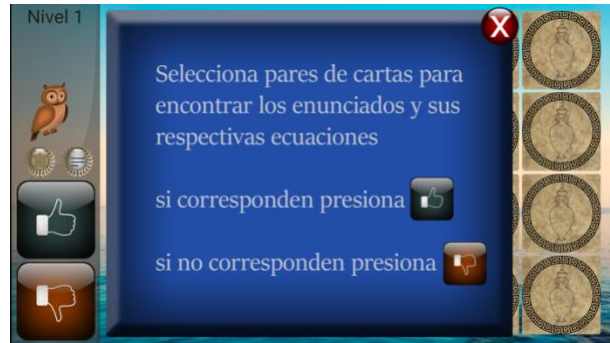 Nivel 1
X
Selecciona pares de cartas para
encontrar los enunciados y sus
respectivas ecuaciones
si corresponden presiona
si no corresponden presiona